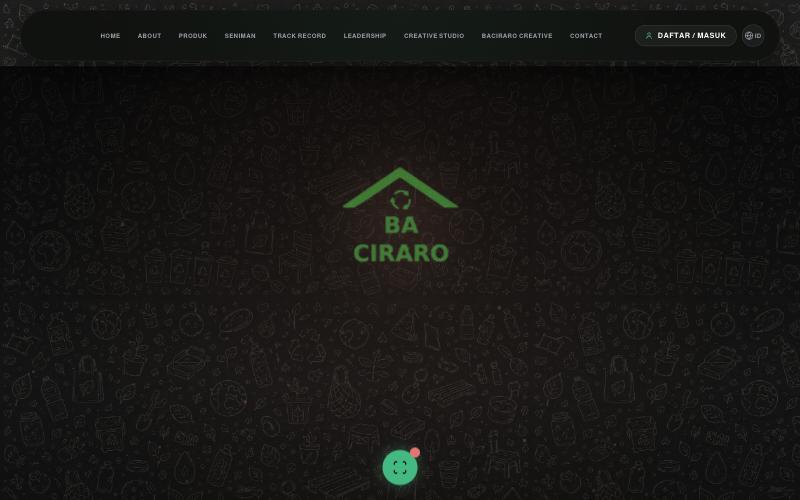 HOME ABOUT PRODUK SENIMAN TRACK RECORD LEADERSHIP CREATIVE STUDIO BACIRARO CREATIVE CONTACT DAFTAR / MASUK ID
BA
CIRARO